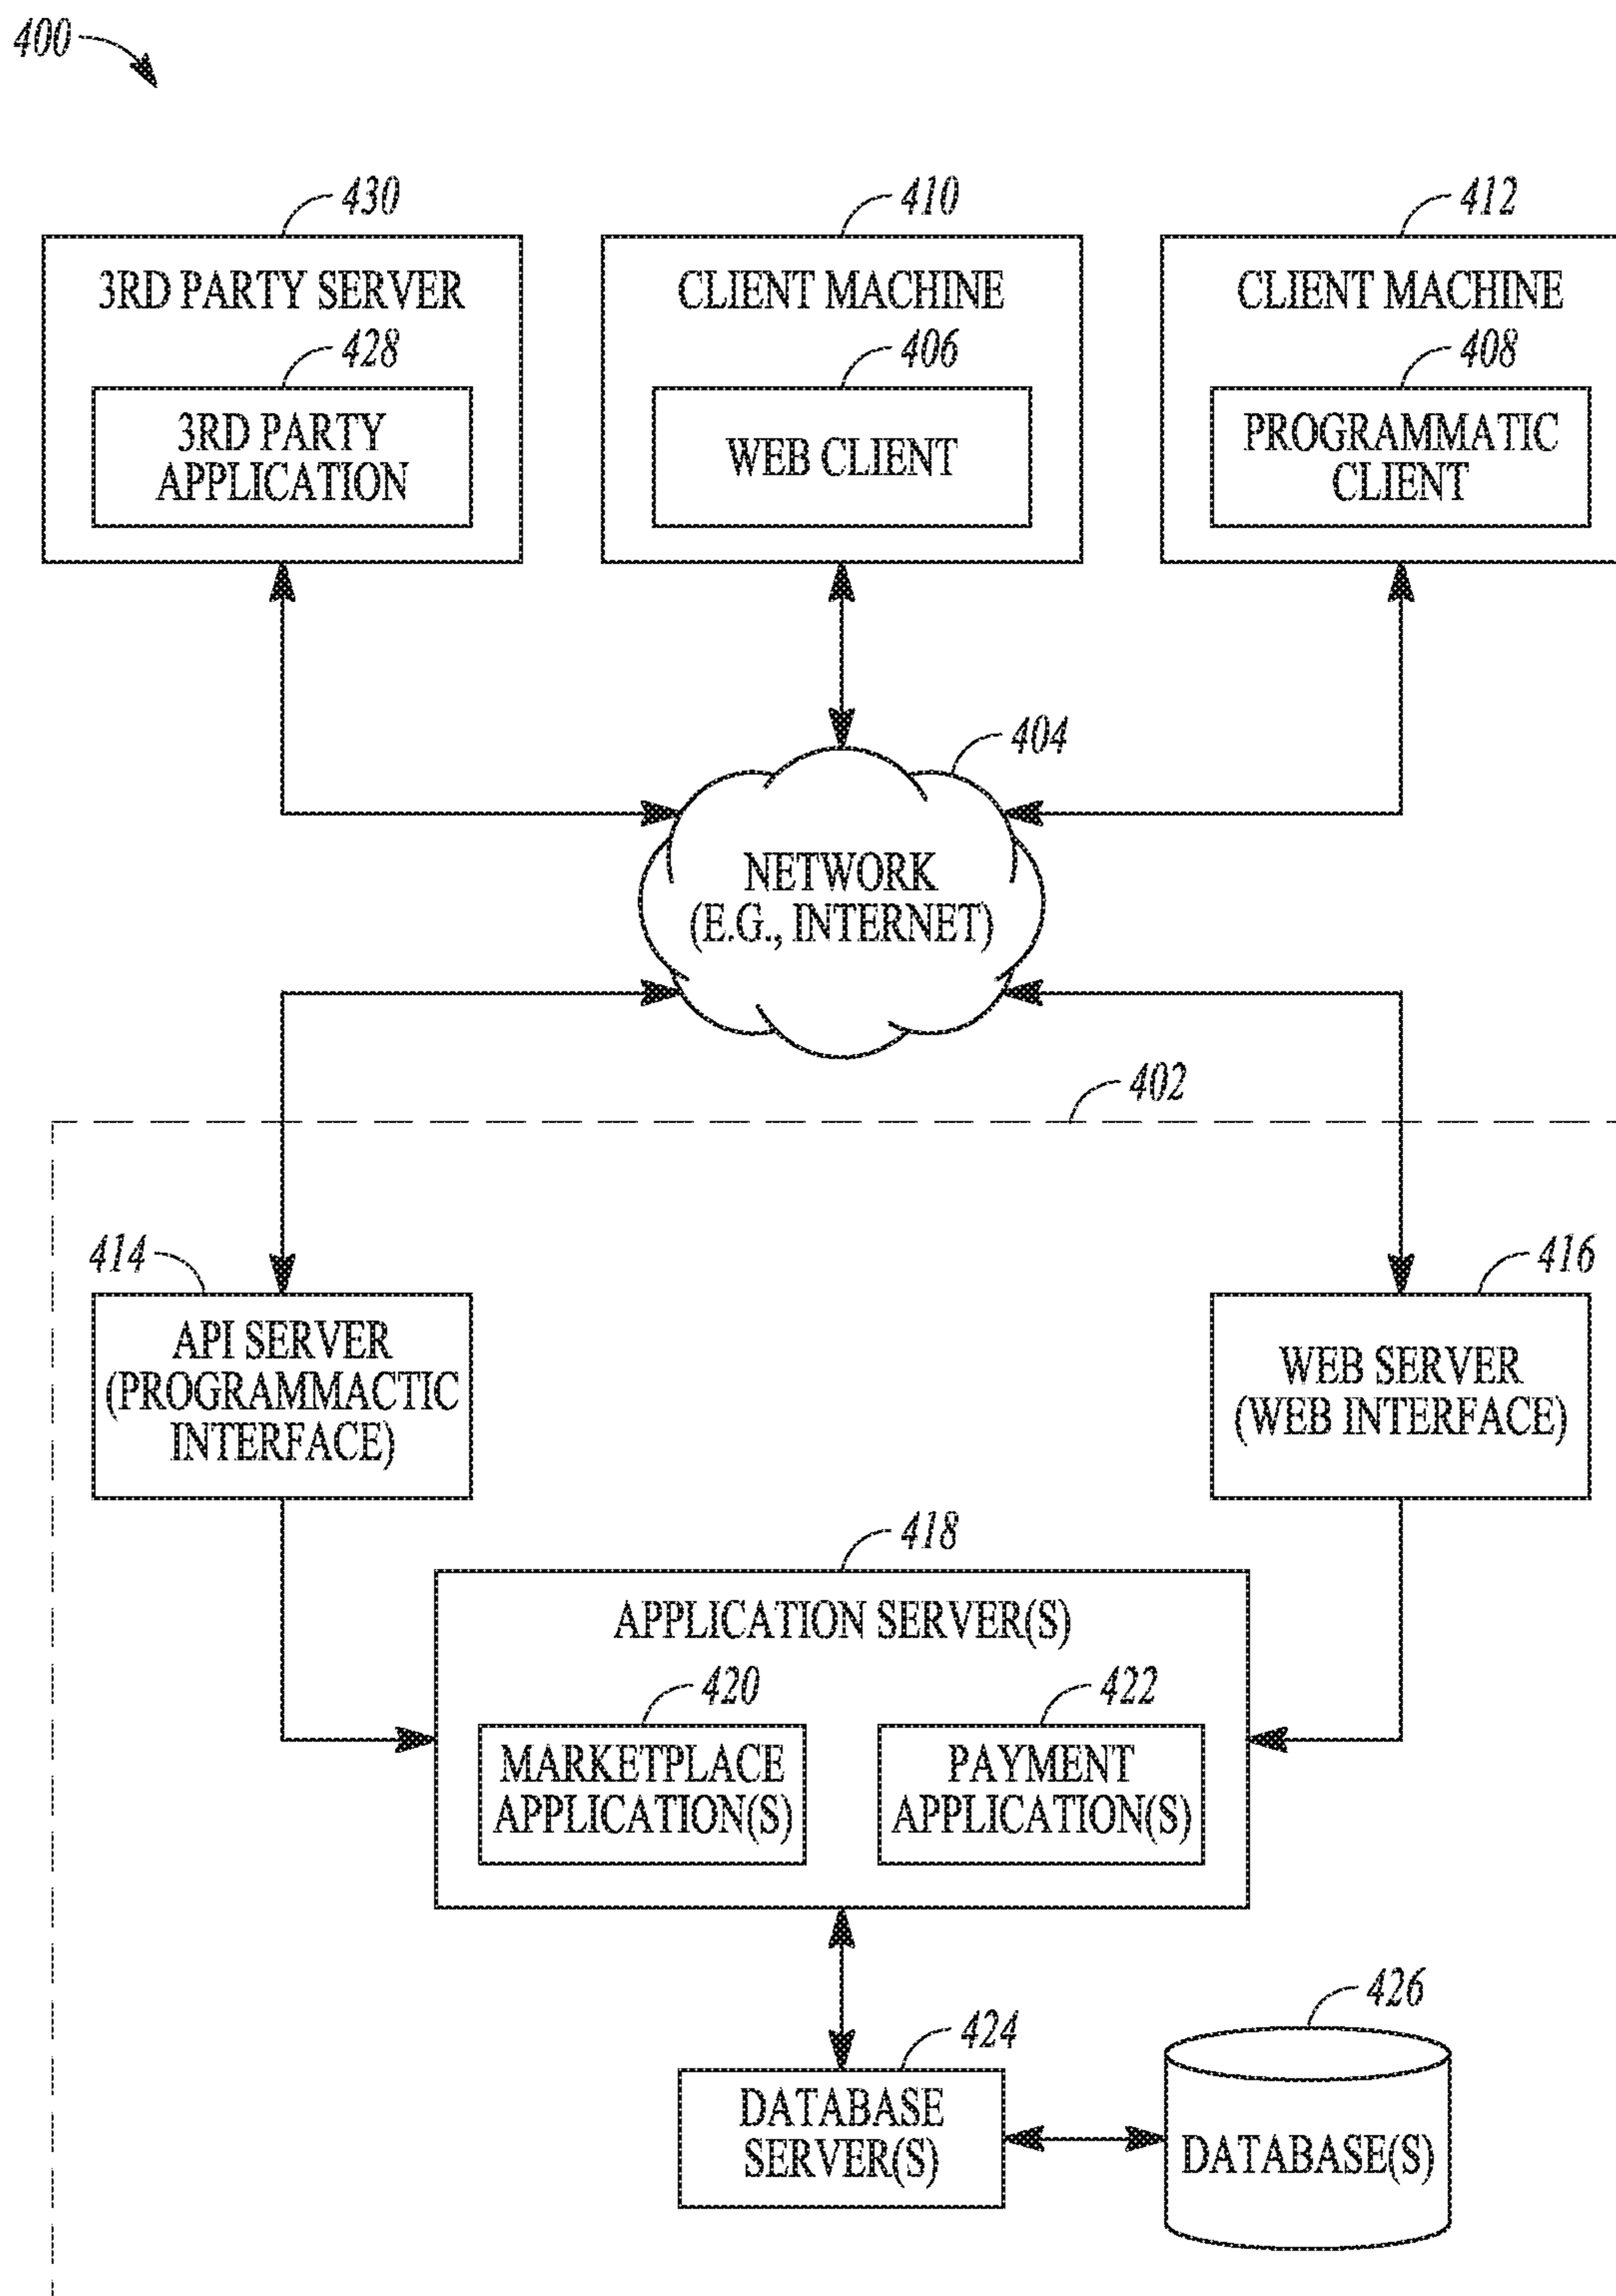 400
430
3RD PARTY SERVER
428
3RD PARTY
APPLICATION
410
CLIENT MACHINE
406
WEB CLIENT
412
CLIENT MACHINE
408
PROGRAMMATIC
CLIENT
404
NETWORK
(E.G., INTERNET)
402
414
API SERVER
(PROGRAMMACTIC
INTERFACE)
416
WEB SERVER
(WEB INTERFACE)
418
APPLICATION SERVER(S)
420
MARKETPLACE
APPLICATION(S)
422
PAYMENT
APPLICATION(S)
424
DATABASE
SERVER(S)
426
DATABASE(S)